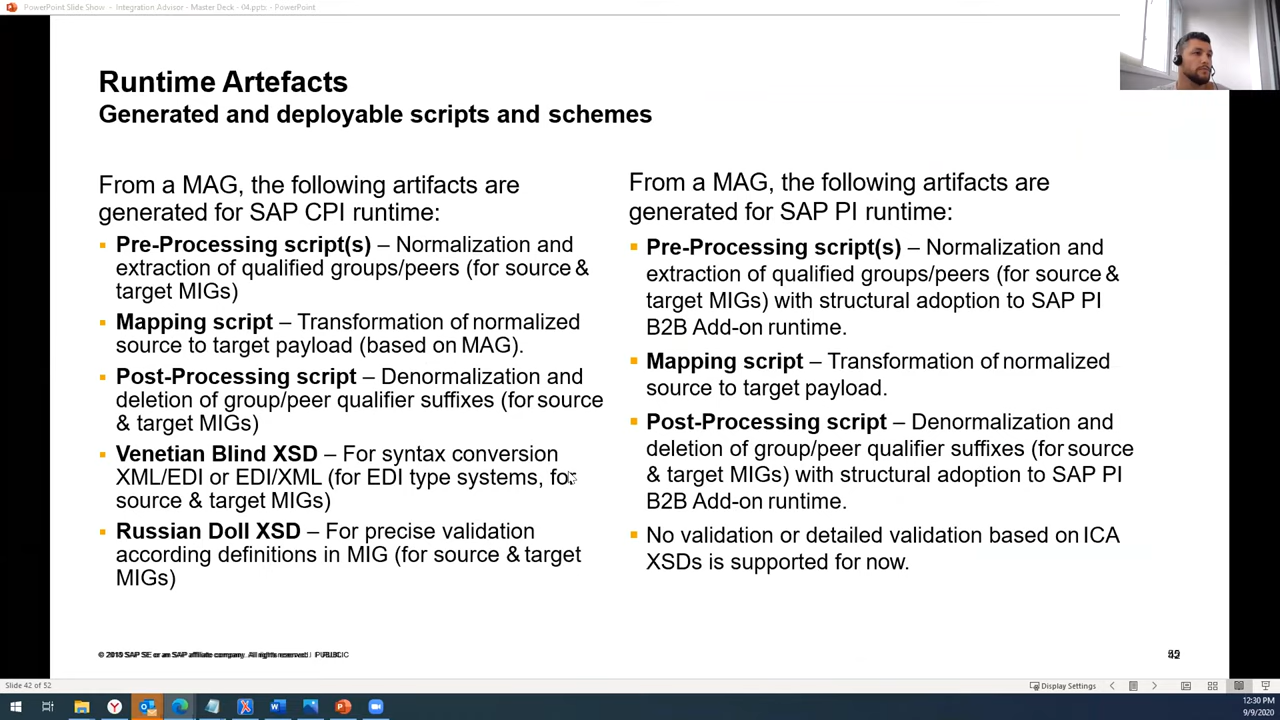 PowerPoint Slide Show - Integration Advisor - Master Deck - 04.pptx - PowerPoint
Runtime Artefacts
Generated and deployable scripts and schemes
From a MAG, the following artifacts are
generated for SAP CPI runtime:
▪ Pre-Processing script(s) – Normalization and
extraction of qualified groups/peers (for source &
target MIGs)
▪ Mapping script – Transformation of normalized
source to target payload (based on MAG).
▪ Post-Processing script – Denormalization and
deletion of group/peer qualifier suffixes (for source
& target MIGs)
▪ Venetian Blind XSD – For syntax conversion
XML/EDI or EDI/XML (for EDI type systems, for
source & target MIGs)
▪ Russian Doll XSD – For precise validation
according definitions in MIG (for source & target
MIGs)
From a MAG, the following artifacts are
generated for SAP PI runtime:
▪ Pre-Processing script(s) – Normalization and
extraction of qualified groups/peers (for source &
target MIGs) with structural adoption to SAP PI
B2B Add-on runtime.
▪ Mapping script – Transformation of normalized
source to target payload.
▪ Post-Processing script – Denormalization and
deletion of group/peer qualifier suffixes (for source
& target MIGs) with structural adoption to SAP PI
B2B Add-on runtime.
▪ No validation or detailed validation based on ICA
XSDs is supported for now.
SAP SE or an SAP affiliate company. All rights reserved.
Slide 42 of 52
Display Settings
12:30 PM
9/9/2020